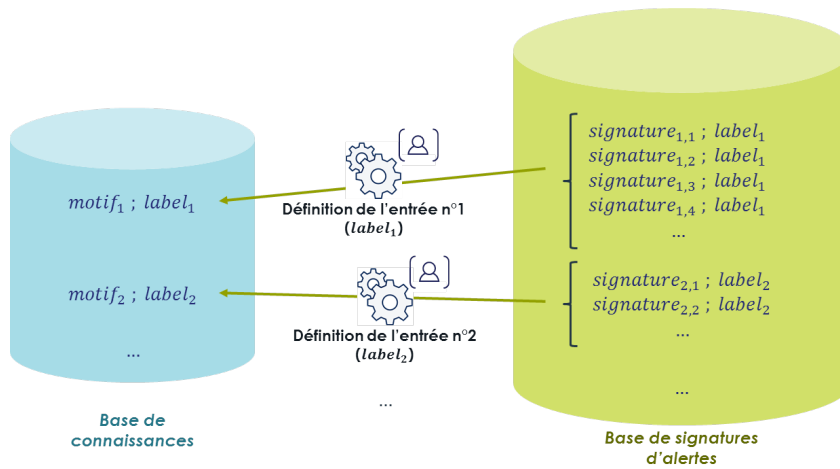 motif₁ ; label₁
motif₂ ; label₂
...
Base de
connaissances
Définition de l'entrée n°1
(label₁)
Définition de l'entrée n°2
(label₂)
...
signature₁,₁ ; label₁
signature₁,₂ ; label₁
signature₁,₃ ; label₁
signature₁,₄ ; label₁
...
signature₂,₁ ; label₂
signature₂,₂ ; label₂
...
...
Base de signatures
d'alertes